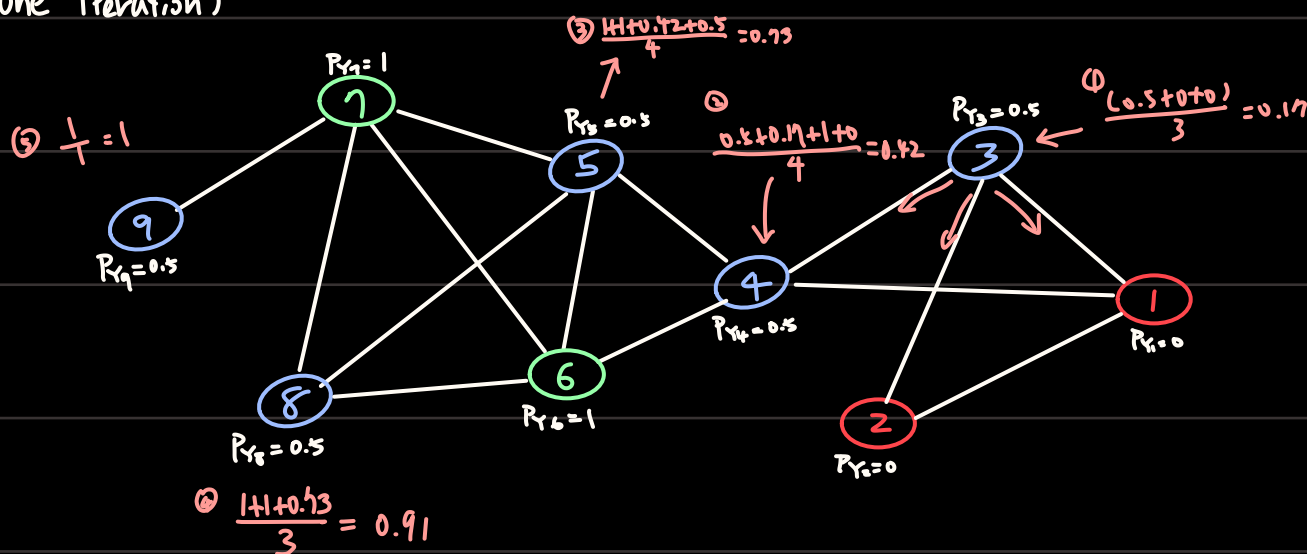 one iteration)
③ (1+1+0.42+0.5)/4 = 0.73
P_Y₇ = 1
7
① (0.5+0+0)/3 = 0.17
② (0.5+0.17+1+0)/4 = 0.42
P_Y₅ = 0.5
5
P_Y₃ = 0.5
3
⑤ 1/1 = 1
9
P_Y₉ = 0.5
4
P_Y₄ = 0.5
1
P_Y₁ = 0
8
P_Y₈ = 0.5
6
P_Y₆ = 1
2
P_Y₂ = 0
④ (1+1+0.73)/3 = 0.91